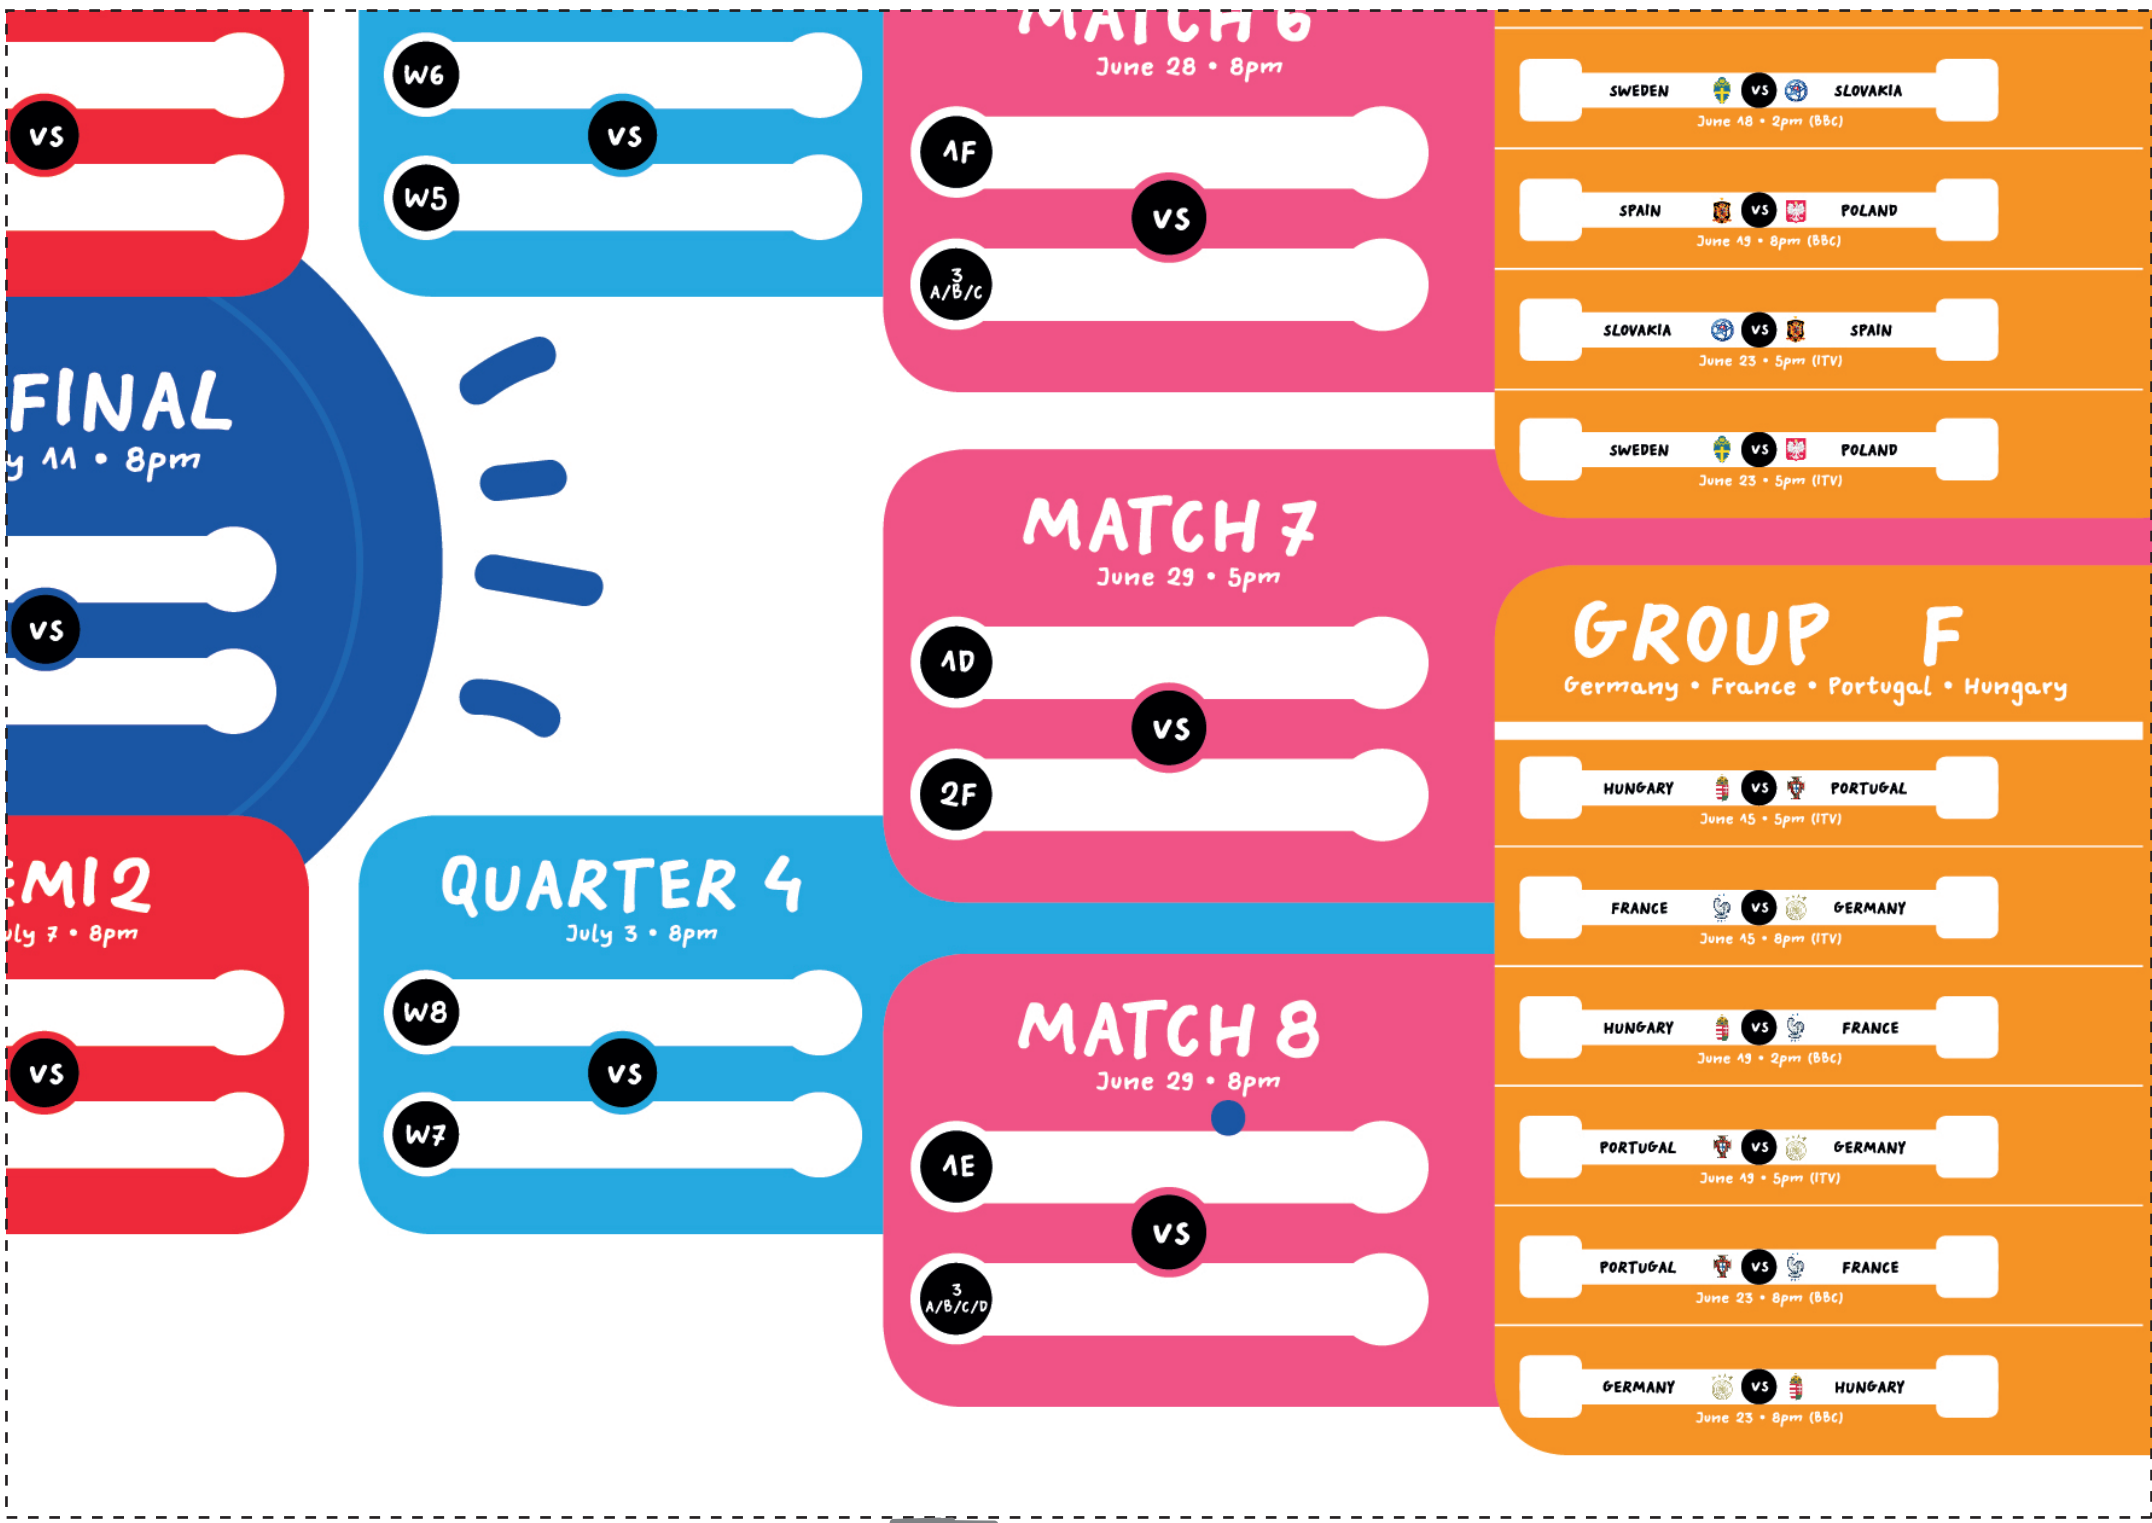 VS
FINAL
11 • 8pm
VS
2
7 • 8pm
VS
W6
VS
W5
QUARTER 4
July 3 • 8pm
W8
VS
W7
MATCH 6
June 28 • 8pm
1F
VS
3
A/B/C
MATCH 7
June 29 • 5pm
1D
VS
2F
MATCH 8
June 29 • 8pm
1E
VS
3
A/B/C/D
SWEDEN VS SLOVAKIA
June 18 • 2pm (BBC)
SPAIN VS POLAND
June 19 • 8pm (BBC)
SLOVAKIA VS SPAIN
June 23 • 5pm (ITV)
SWEDEN VS POLAND
June 23 • 5pm (ITV)
GROUP F
Germany • France • Portugal • Hungary
HUNGARY VS PORTUGAL
June 15 • 5pm (ITV)
FRANCE VS GERMANY
June 15 • 8pm (ITV)
HUNGARY VS FRANCE
June 19 • 2pm (BBC)
PORTUGAL VS GERMANY
June 19 • 5pm (ITV)
PORTUGAL VS FRANCE
June 23 • 8pm (BBC)
GERMANY VS HUNGARY
June 23 • 8pm (BBC)